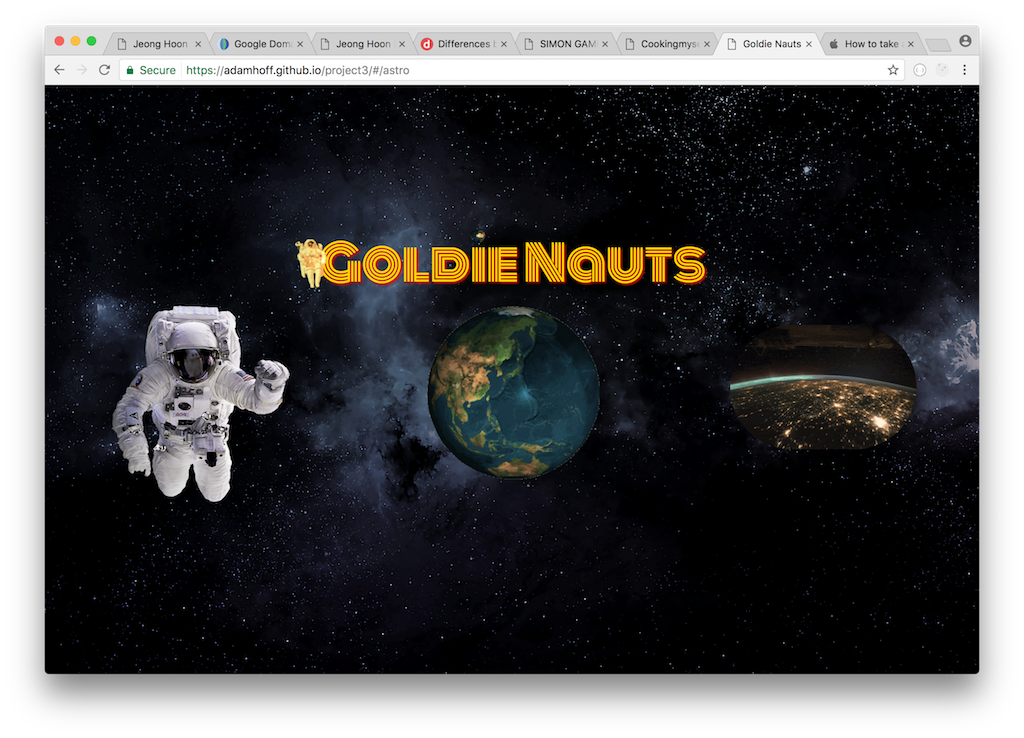 Jeong Hoon
Google Dom
Jeong Hoon
Differences b
SIMON GAM
Cookingmys
Goldie Nauts
How to take
Secure https://adamhoff.github.io/project3/#/astro
Goldie Nauts